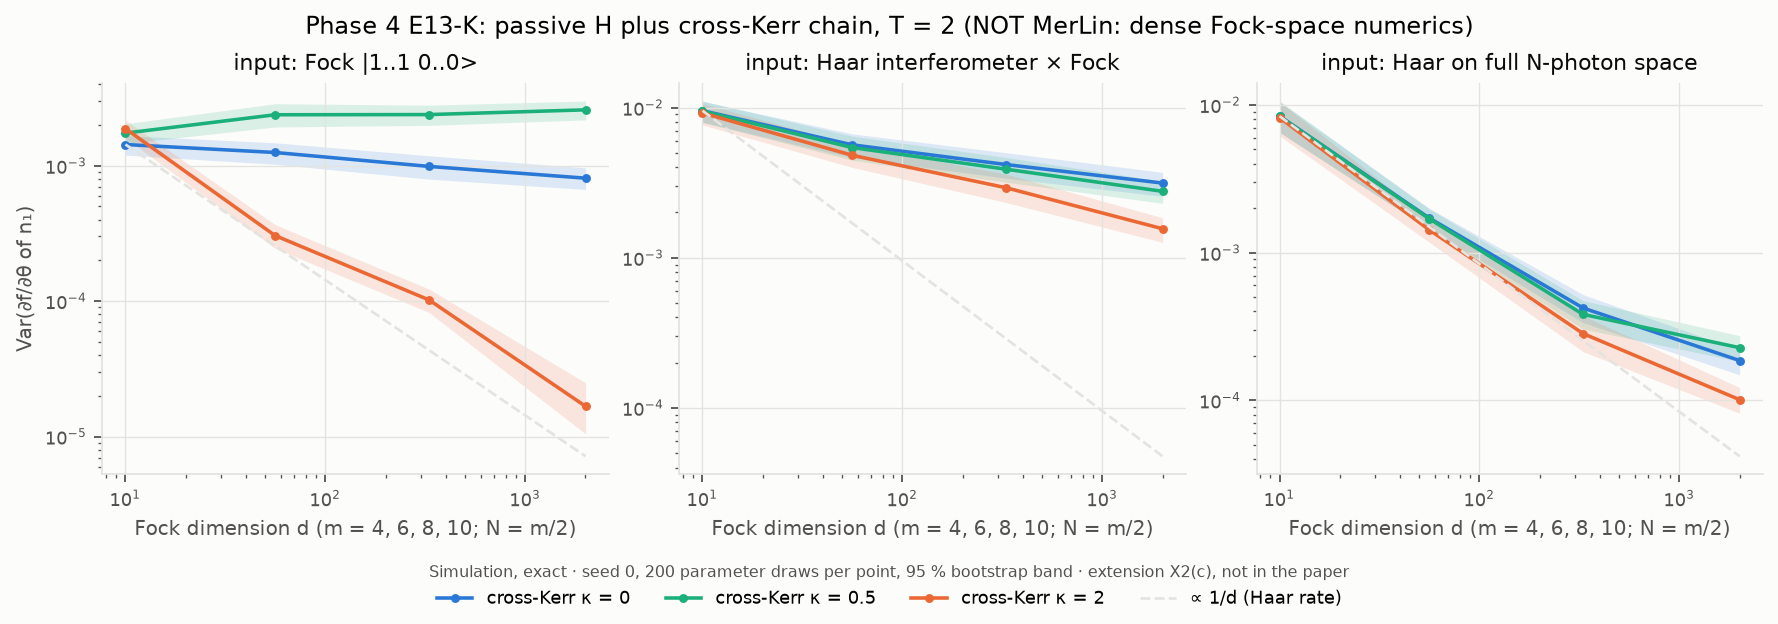 Phase 4 E13-K: passive H plus cross-Kerr chain, T = 2 (NOT MerLin: dense Fock-space numerics)
input: Fock |1..1 0..0>
input: Haar interferometer × Fock
input: Haar on full N-photon space
Var(∂f/∂θ of n₁)
10⁻³
10⁻⁴
10⁻⁵
10¹
10²
10³
Fock dimension d (m = 4, 6, 8, 10; N = m/2)
10⁻²
10⁻³
10⁻⁴
10¹
10²
10³
Fock dimension d (m = 4, 6, 8, 10; N = m/2)
10⁻²
10⁻³
10⁻⁴
10¹
10²
10³
Fock dimension d (m = 4, 6, 8, 10; N = m/2)
Simulation, exact · seed 0, 200 parameter draws per point, 95 % bootstrap band · extension X2(c), not in the paper
cross-Kerr κ = 0
cross-Kerr κ = 0.5
cross-Kerr κ = 2
∝ 1/d (Haar rate)